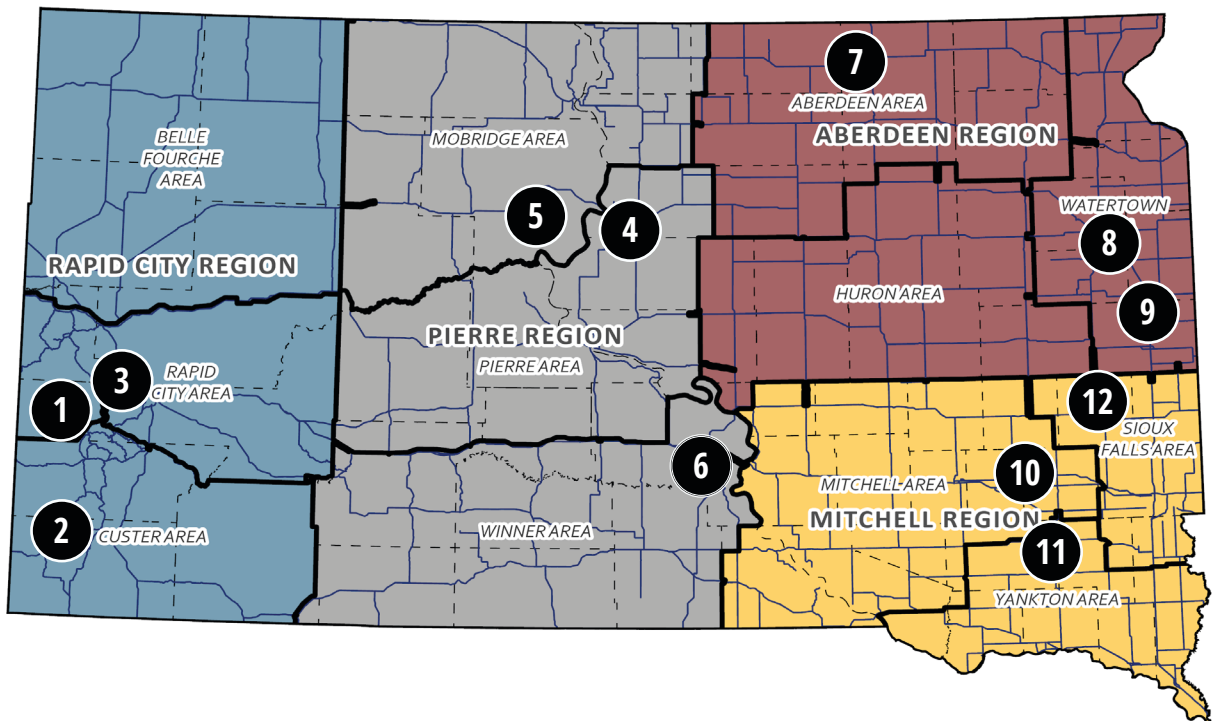 7
ABERDEEN AREA
ABERDEEN REGION
BELLE
FOURCHE
AREA
MOBRIDGE AREA
5
4
WATERTOWN
8
RAPID CITY REGION
HURON AREA
9
PIERRE REGION
PIERRE AREA
3
RAPID
CITY AREA
1
12
SIOUX
FALLS AREA
6
10
MITCHELL AREA
MITCHELL REGION
2
CUSTER AREA
WINNER AREA
11
YANKTON AREA